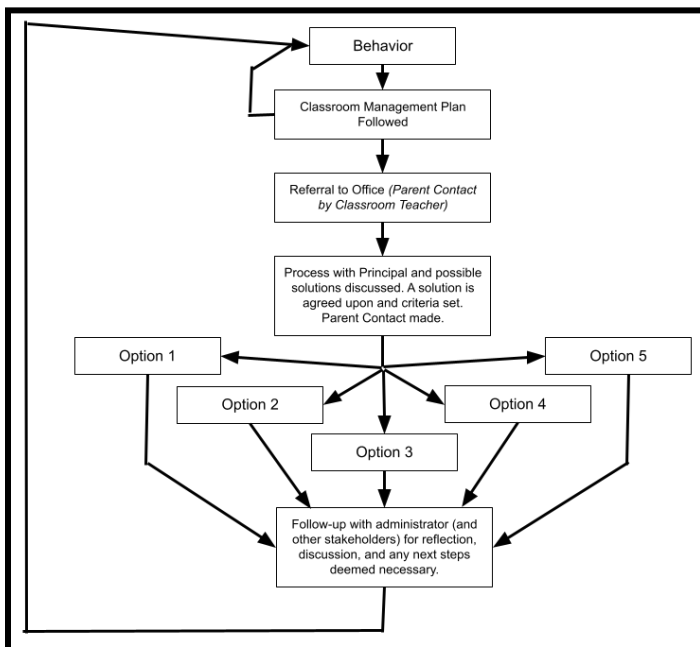 Behavior
Classroom Management Plan
Followed
Referral to Office (Parent Contact
by Classroom Teacher)
Process with Principal and possible
solutions discussed. A solution is
agreed upon and criteria set.
Parent Contact made.
Option 1
Option 5
Option 2
Option 4
Option 3
Follow-up with administrator (and
other stakeholders) for reflection,
discussion, and any next steps
deemed necessary.